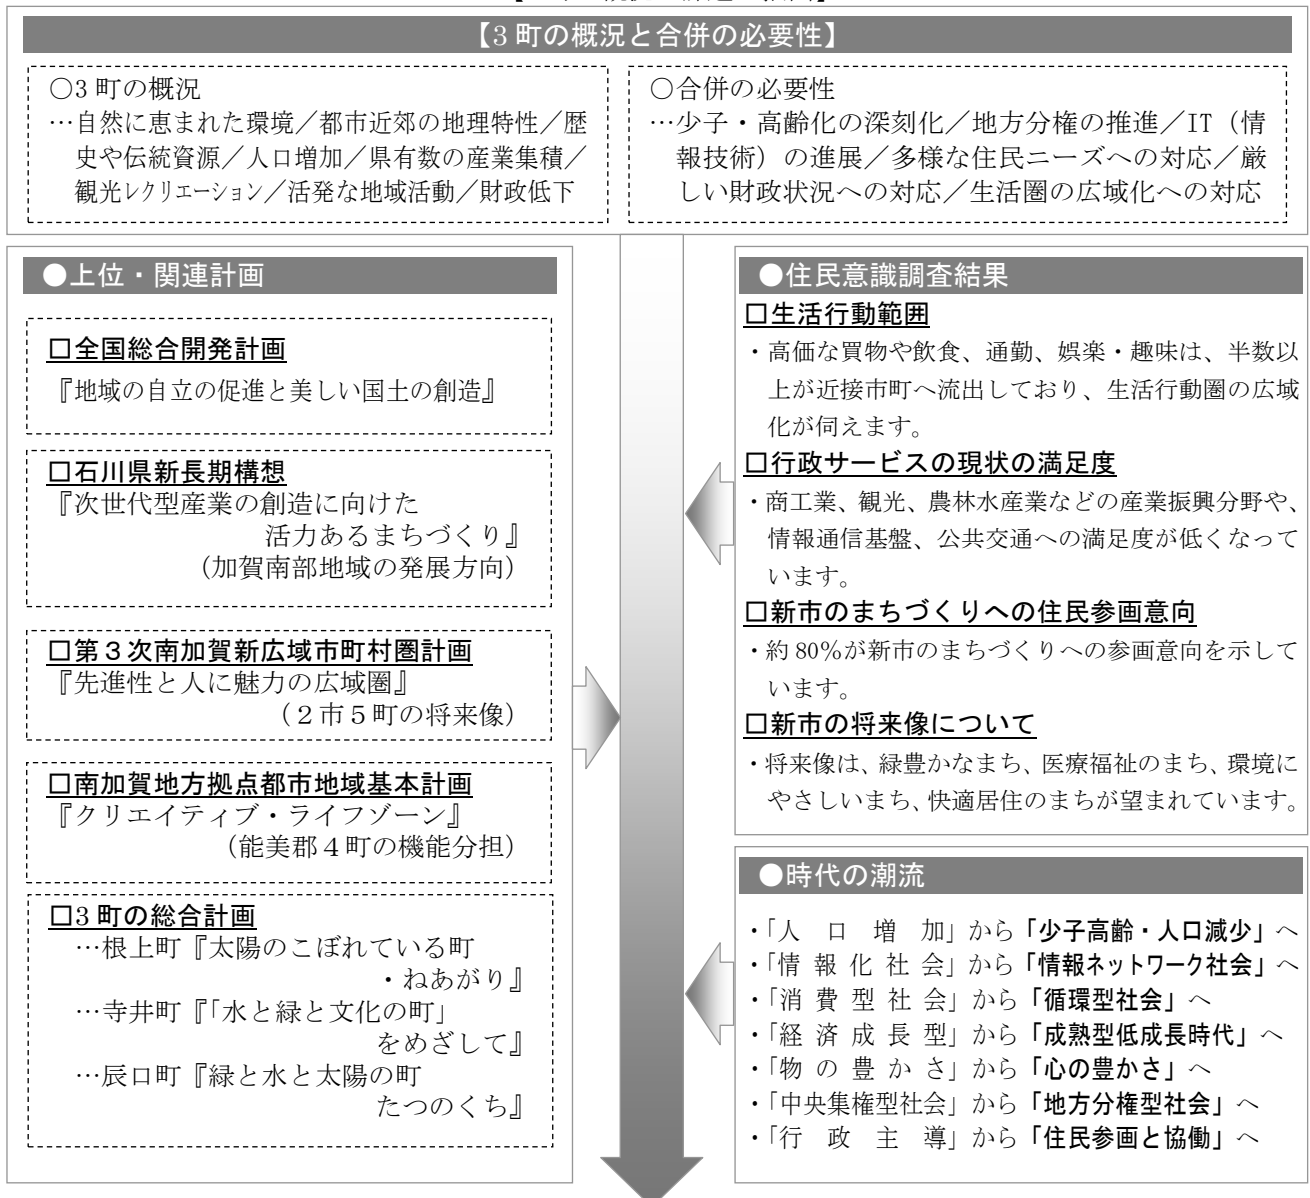 【3町の概況と合併の必要性】
○3町の概況
…自然に恵まれた環境／都市近郊の地理特性／歴
史や伝統資源／人口増加／県有数の産業集積／
観光ﾚｸﾘｴｰｼｮﾝ／活発な地域活動／財政低下
○合併の必要性
…少子・高齢化の深刻化／地方分権の推進／IT（情
報技術）の進展／多様な住民ニーズへの対応／厳
しい財政状況への対応／生活圏の広域化への対応
●上位・関連計画
□全国総合開発計画
『地域の自立の促進と美しい国土の創造』
□石川県新長期構想
『次世代型産業の創造に向けた
活力あるまちづくり』
（加賀南部地域の発展方向）
□第３次南加賀新広域市町村圏計画
『先進性と人に魅力の広域圏』
（２市５町の将来像）
□南加賀地方拠点都市地域基本計画
『クリエイティブ・ライフゾーン』
（能美郡４町の機能分担）
□3町の総合計画
…根上町『太陽のこぼれている町
・ねあがり』
…寺井町『「水と緑と文化の町」
をめざして』
…辰口町『緑と水と太陽の町
たつのくち』
●住民意識調査結果
□生活行動範囲
・高価な買物や飲食、通勤、娯楽・趣味は、半数以
上が近接市町へ流出しており、生活行動圏の広域
化が伺えます。
□行政サービスの現状の満足度
・商工業、観光、農林水産業などの産業振興分野や、
情報通信基盤、公共交通への満足度が低くなって
います。
□新市のまちづくりへの住民参画意向
・約80％が新市のまちづくりへの参画意向を示して
います。
□新市の将来像について
・将来像は、緑豊かなまち、医療福祉のまち、環境に
やさしいまち、快適居住のまちが望まれています。
●時代の潮流
・「人口増加」から「少子高齢・人口減少」へ
・「情報化社会」から「情報ネットワーク社会」へ
・「消費型社会」から「循環型社会」へ
・「経済成長型」から「成熟型低成長時代」へ
・「物の豊かさ」から「心の豊かさ」へ
・「中央集権型社会」から「地方分権型社会」へ
・「行政主導」から「住民参画と協働」へ